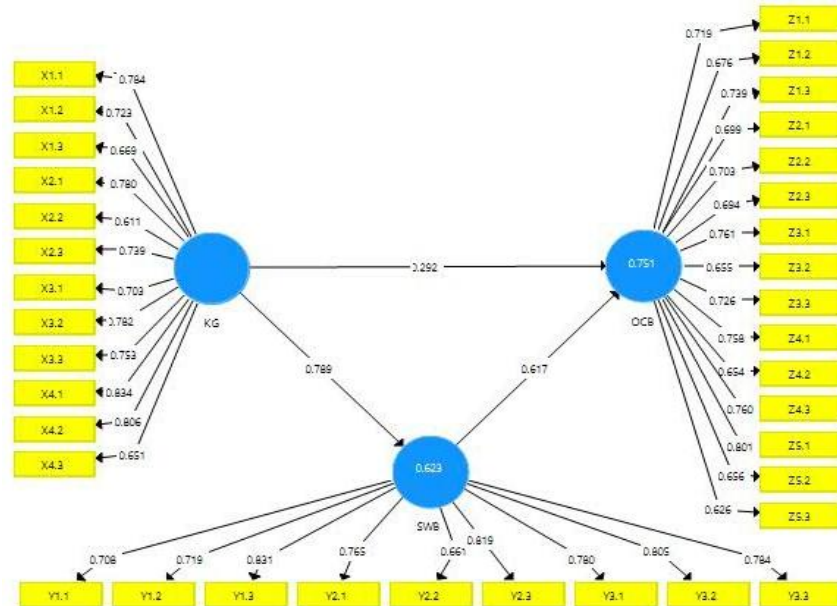 X1.1
X1.2
X1.3
X2.1
X2.2
X2.3
X3.1
X3.2
X3.3
X4.1
X4.2
X4.3
0.784
0.723
0.669
0.780
0.611
0.739
0.703
0.782
0.753
0.834
0.806
0.651
KG
0.292
0.789
0.617
0.751
OCB
0.623
SWB
0.719
0.676
0.739
0.699
0.703
0.694
0.761
0.655
0.726
0.758
0.654
0.760
0.801
0.656
0.626
Z1.1
Z1.2
Z1.3
Z2.1
Z2.2
Z2.3
Z3.1
Z3.2
Z3.3
Z4.1
Z4.2
Z4.3
Z5.1
Z5.2
Z5.3
0.708
0.719
0.831
0.765
0.661
0.819
0.780
0.805
0.784
Y1.1
Y1.2
Y1.3
Y2.1
Y2.2
Y2.3
Y3.1
Y3.2
Y3.3